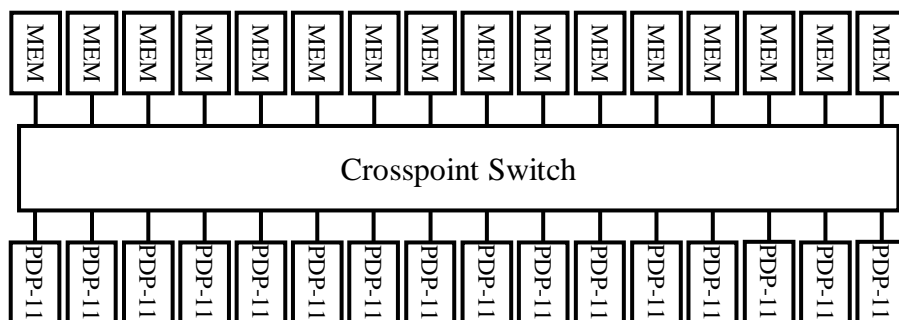 MEM MEM MEM MEM MEM MEM MEM MEM MEM MEM MEM MEM MEM MEM MEM MEM
Crosspoint Switch
PDP-11 PDP-11 PDP-11 PDP-11 PDP-11 PDP-11 PDP-11 PDP-11 PDP-11 PDP-11 PDP-11 PDP-11 PDP-11 PDP-11 PDP-11 PDP-11